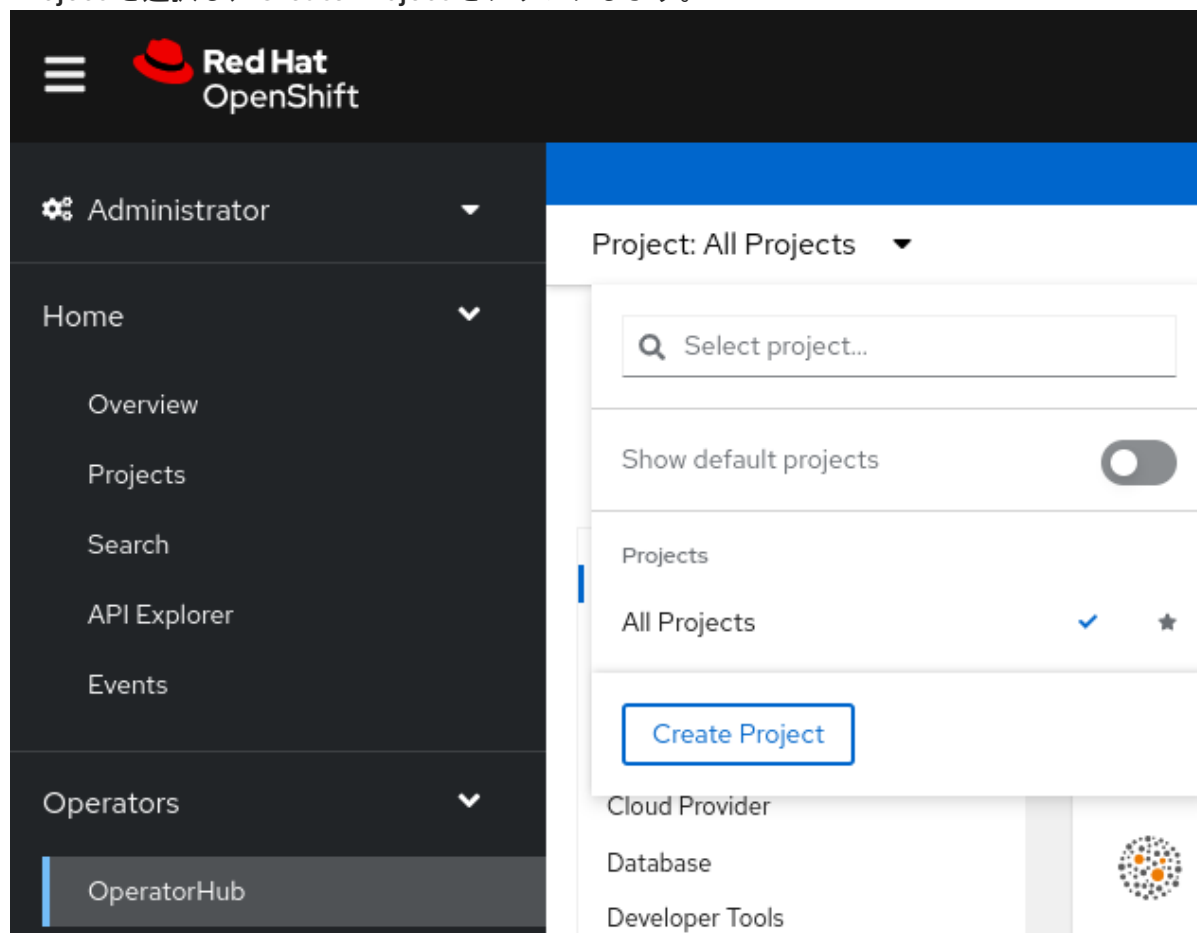 Red Hat
OpenShift
Administrator
Project: All Projects
Home
Select project...
Overview
Show default projects
Projects
Search
Projects
API Explorer
All Projects
Events
Create Project
Operators
Cloud Provider
Database
OperatorHub
Developer Tools